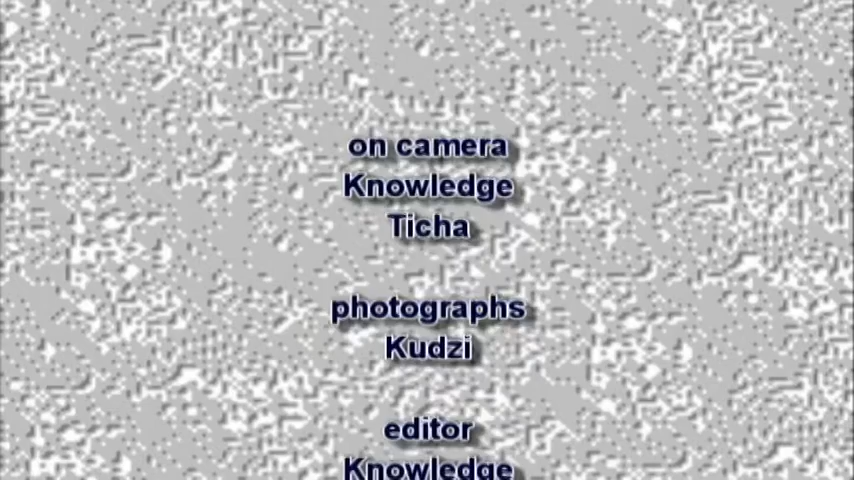 on camera
Knowledge
Ticha
photographs
Kudzi
editor
Knowledge